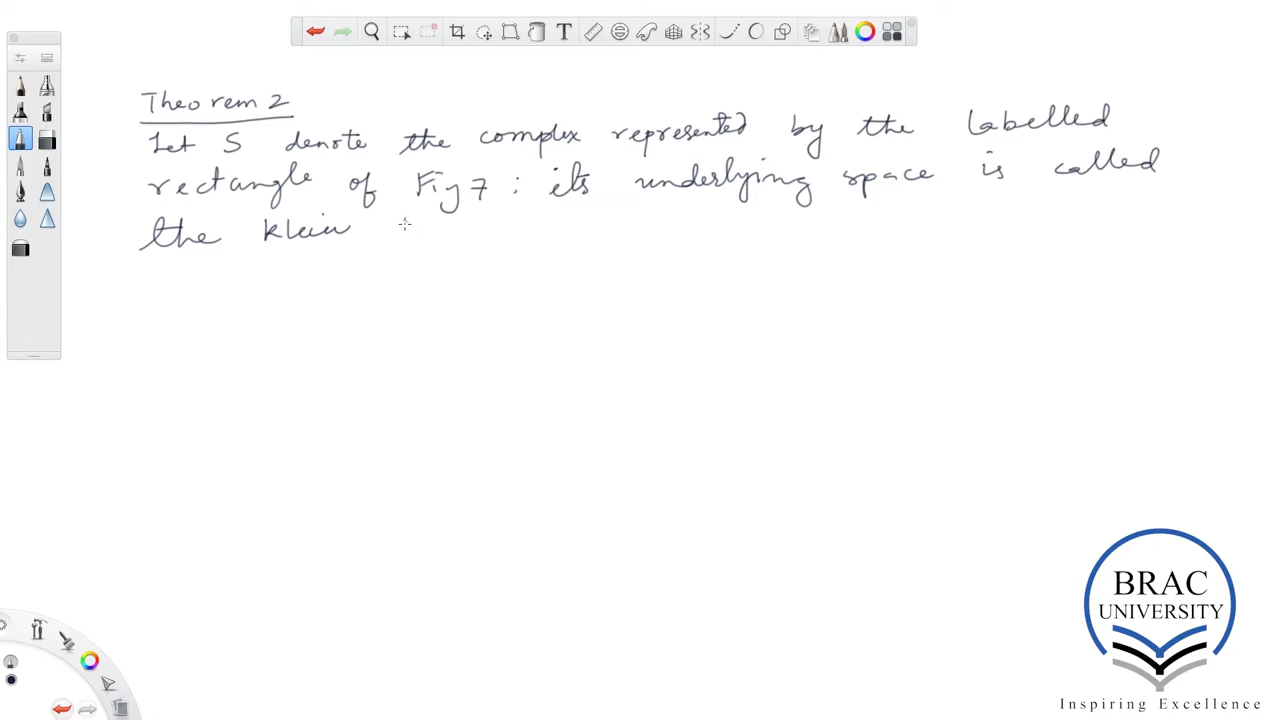 Theorem 2
Let S denote the complex represented by the labelled
rectangle of Fig 7 : its underlying space is called
the klein
BRAC
UNIVERSITY
Inspiring Excellence